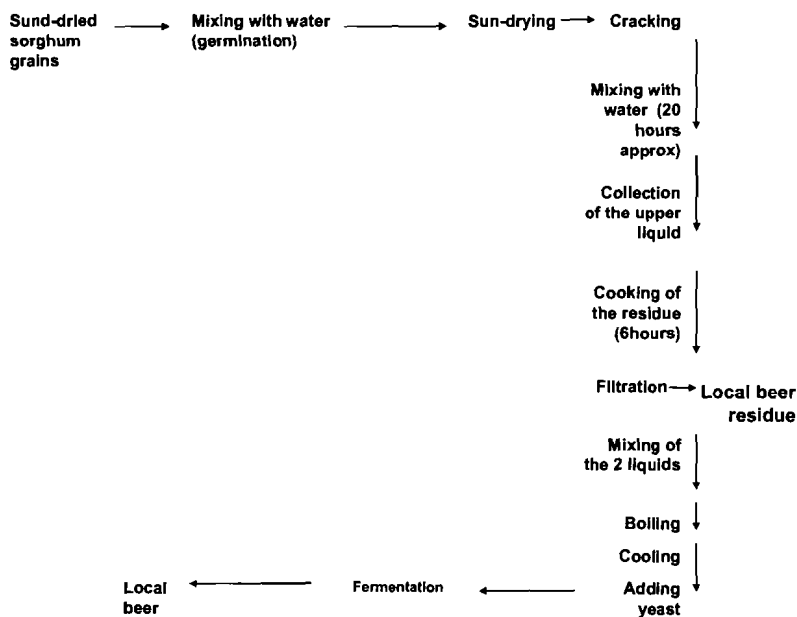 Sund-dried
sorghum
grains
Mixing with water
(germination)
Sun-drying
Cracking
Mixing with
water (20
hours
approx)
Collection
of the upper
liquid
Cooking of
the residue
(6hours)
Filtration
Local beer
residue
Mixing of
the 2 liquids
Boiling
Cooling
Adding
yeast
Fermentation
Local
beer